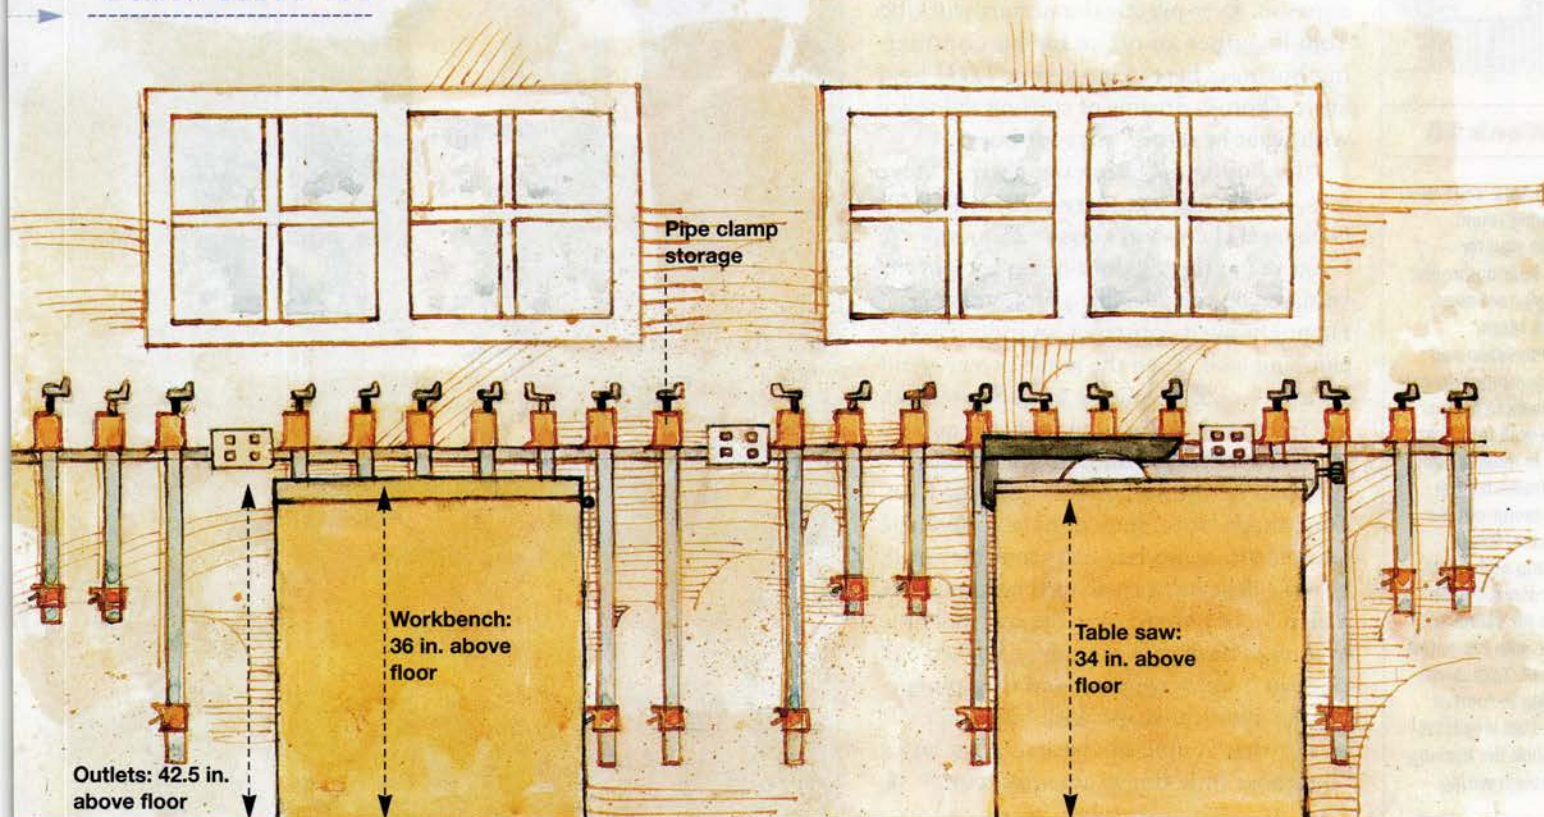 Pipe clamp
storage
Workbench:
36 in. above
floor
Table saw:
34 in. above
floor
Outlets: 42.5 in.
above floor